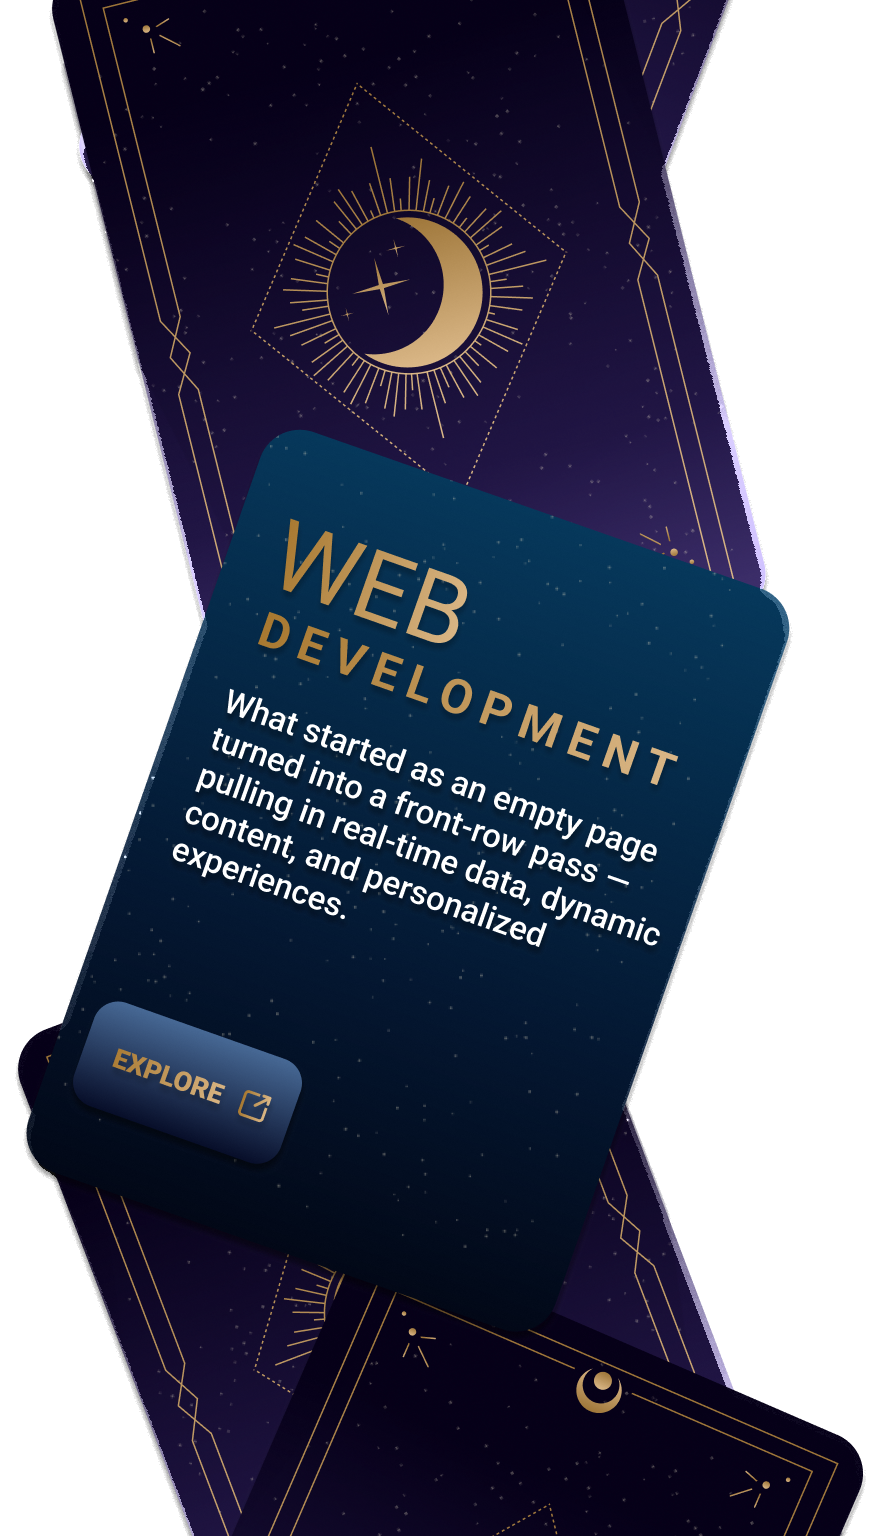 WEB
DEVELOPMENT
What started as an empty page
turned into a front-row pass —
pulling in real-time data, dynamic
content, and personalized
experiences.
EXPLORE